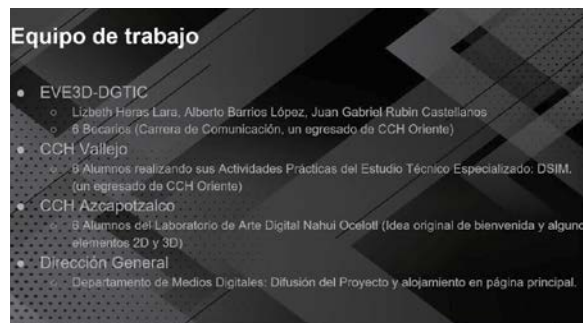 Equipo de trabajo
● EVE3D-DGTIC
○ Lizbeth Heras Lara, Alberto Barrios López, Juan Gabriel Rubin Castellanos
○ 6 Becarios (Carrera de Comunicación, un egresado de CCH Oriente)
● CCH Vallejo
○ 6 Alumnos realizando sus Actividades Prácticas del Estudio Técnico Especializado: DSIM.
(un egresado de CCH Oriente)
● CCH Azcapotzalco
○ 6 Alumnos del Laboratorio de Arte Digital Nahui Ocelotl (Idea original de bienvenida y alguno
elementos 2D y 3D)
● Dirección General
○ Departamento de Medios Digitales: Difusión del Proyecto y alojamiento en página principal.